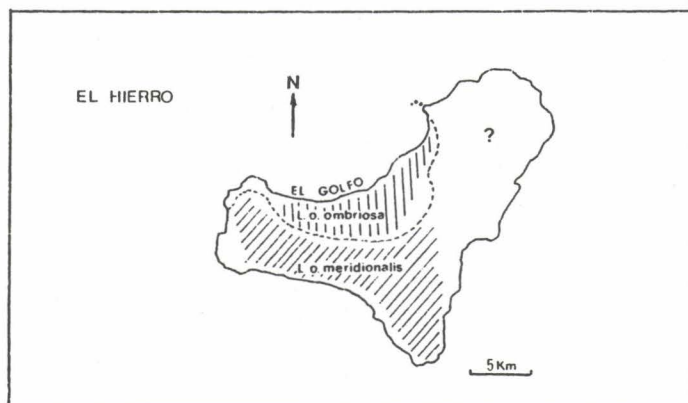 EL HIERRO
N
?
EL GOLFO
L. o. ombriosa
L. o. meridionalis
5 Km